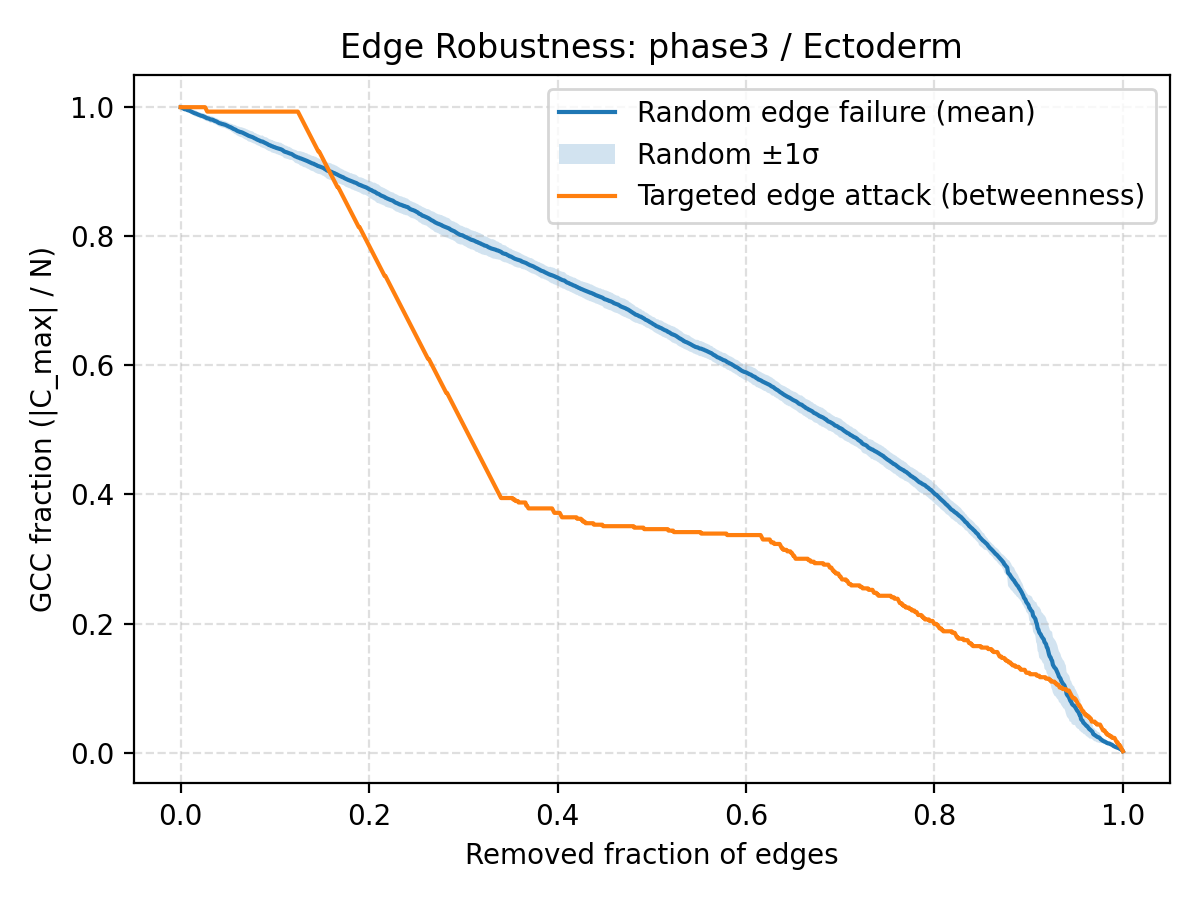 Edge Robustness: phase3 / Ectoderm
Random edge failure (mean)
Random ±1σ
Targeted edge attack (betweenness)
GCC fraction (|C_max| / N)
1.0
0.8
0.6
0.4
0.2
0.0
0.0 0.2 0.4 0.6 0.8 1.0
Removed fraction of edges